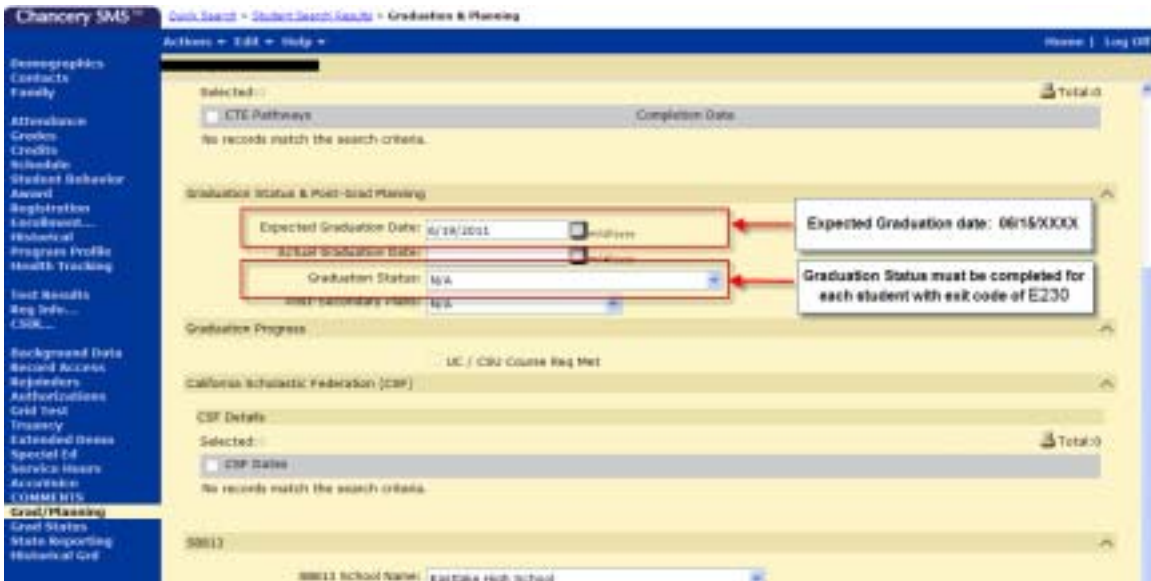 Chancery SMS
Quick Search > Student Search Results > Graduation & Planning
Actions Edit Help Home | Log Off
Demographics
Contacts
Family
Attendance
Grades
Credits
Schedule
Student Behavior
Award
Registration
Enrollment...
Historical
Program Profile
Health Tracking
Test Results
Reg Info...
CSIR...
Background Data
Record Access
Rejoinders
Authorizations
Grid Test
Truancy
Extended Demo
Special Ed
Service Hours
COMMENTS
Grad/Planning
Grad Status
State Reporting
Historical Grd
Selected: Total:0
CTE Pathways Completion Date
No records match the search criteria.
Graduation Status & Post-Grad Planning
Expected Graduation Date: 6/19/2011
Actual Graduation Date:
Graduation Status: N/A
Post Secondary Plans: N/A
Expected Graduation date: 06/15/XXXX
Graduation Status must be completed for
each student with exit code of E230
Graduation Progress
UC / CSU Course Req Met
California Scholastic Federation (CSF)
CSF Details
Selected: Total:0
CSF Dates
No records match the search criteria.
SB813
SB813 School Name: Eastlake High School